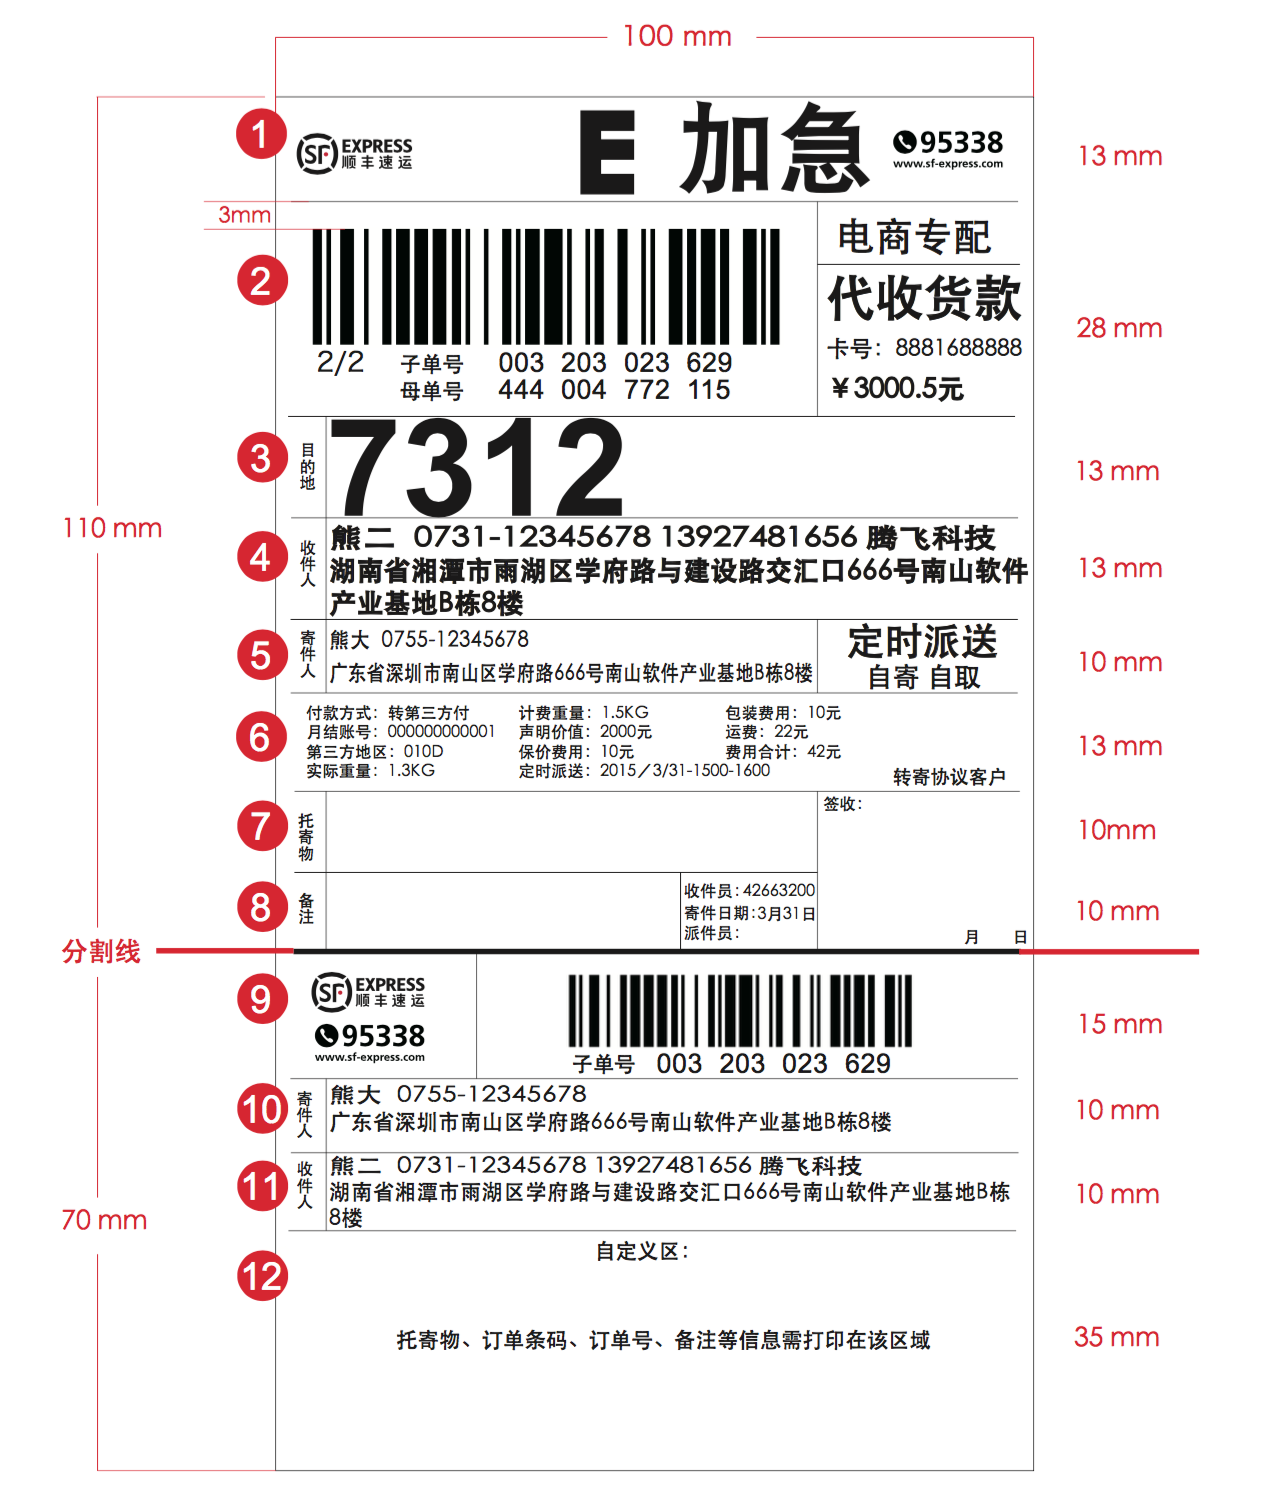 100 mm
1
SF EXPRESS
顺丰速运
E 加急
95338
www.sf-express.com
13 mm
3mm
2
电商专配
代收货款
卡号：8881688888
￥3000.5元
28 mm
2/2 子单号 003 203 023 629
母单号 444 004 772 115
3
目的地
7312
13 mm
110 mm
4
收件人
熊二 0731-12345678 13927481656 腾飞科技
湖南省湘潭市雨湖区学府路与建设路交汇口666号南山软件
产业基地B栋8楼
13 mm
5
寄件人
熊大 0755-12345678
广东省深圳市南山区学府路666号南山软件产业基地B栋8楼
定时派送
自寄 自取
10 mm
6
付款方式：转第三方付 计费重量：1.5KG 包装费用：10元
月结账号：000000000001 声明价值：2000元 运费：22元
第三方地区：010D 保价费用：10元 费用合计：42元
实际重量：1.3KG 定时派送：2015／3/31-1500-1600
转寄协议客户
13 mm
7
托寄物
签收：
10mm
8
备注
收件员：42663200
寄件日期：3月31日
派件员：
月 日
10 mm
分割线
9
SF EXPRESS
顺丰速运
95338
www.sf-express.com
子单号 003 203 023 629
15 mm
10
寄件人
熊大 0755-12345678
广东省深圳市南山区学府路666号南山软件产业基地B栋8楼
10 mm
11
收件人
熊二 0731-12345678 13927481656 腾飞科技
湖南省湘潭市雨湖区学府路与建设路交汇口666号南山软件产业基地B栋
8楼
10 mm
70 mm
12
自定义区：
托寄物、订单条码、订单号、备注等信息需打印在该区域
35 mm